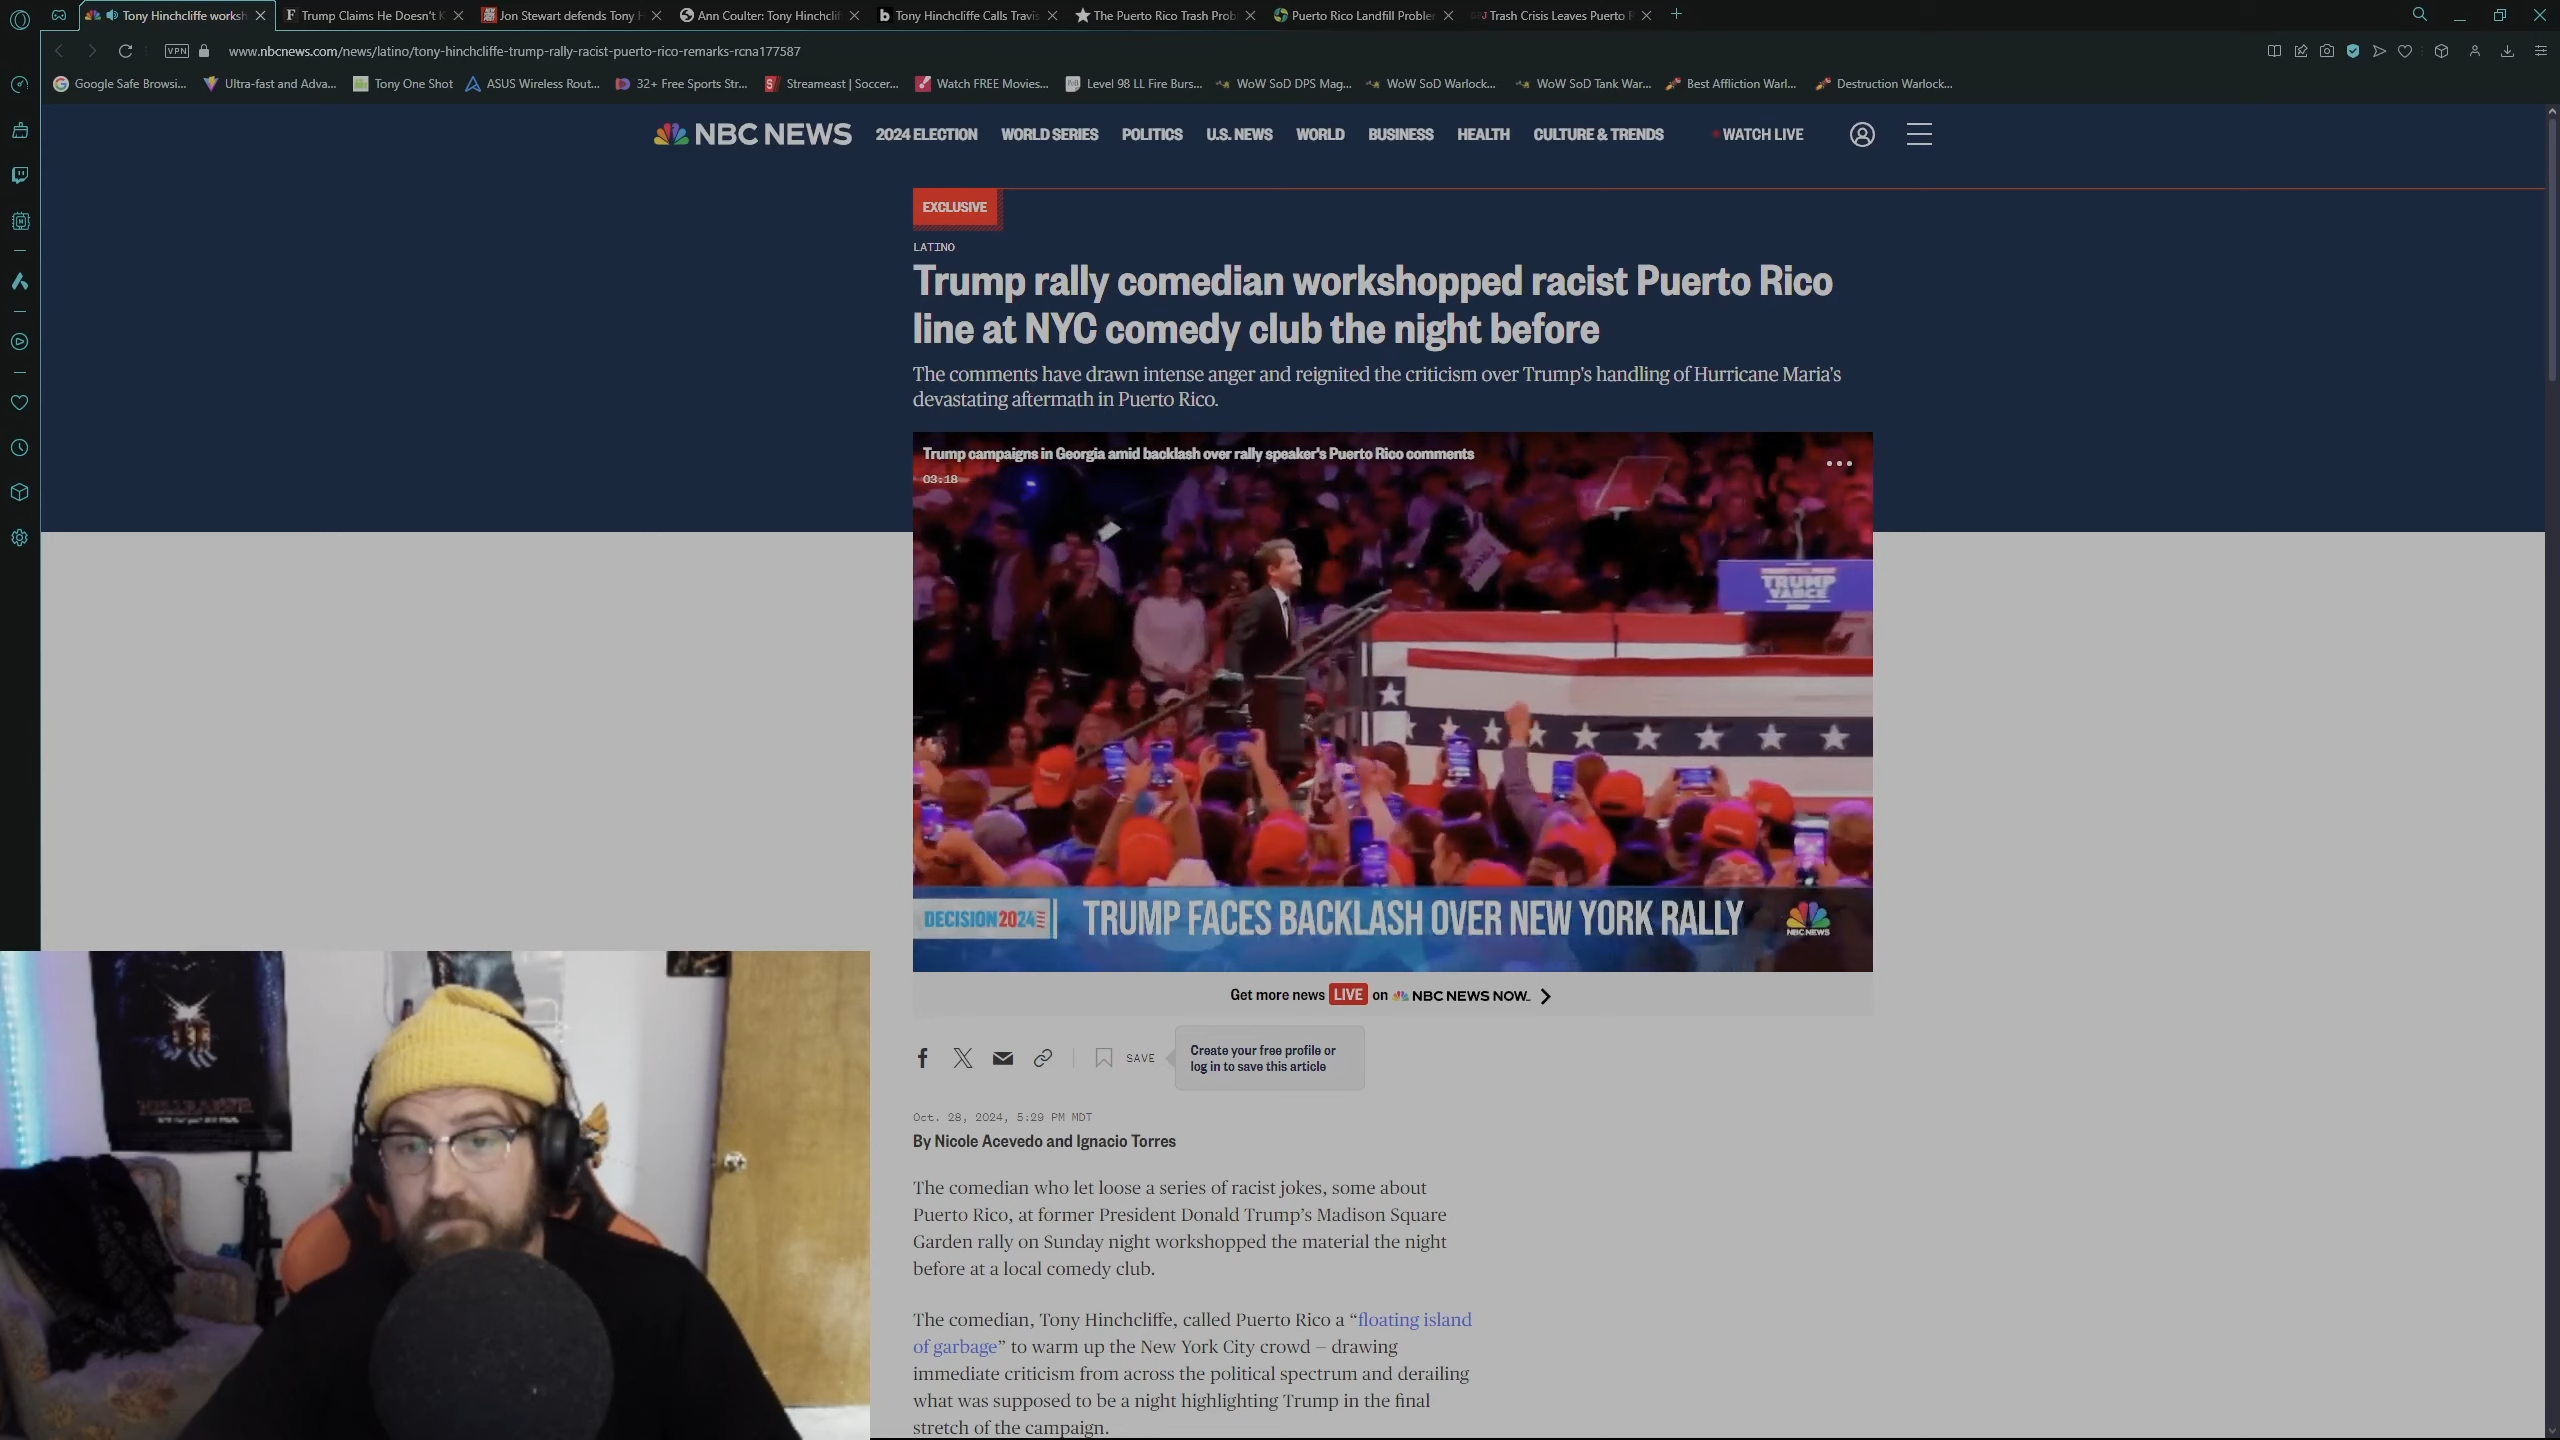 Tony Hinchcliffe worksh
Trump Claims He Doesn't K
Jon Stewart defends Tony H
Ann Coulter: Tony Hinchclif
Tony Hinchcliffe Calls Travis
The Puerto Rico Trash Prob
Puerto Rico Landfill Problem
Trash Crisis Leaves Puerto R
VPN
www.nbcnews.com/news/latino/tony-hinchcliffe-trump-rally-racist-puerto-rico-remarks-rcna177587
Google Safe Browsi...
Ultra-fast and Adva...
Tony One Shot
ASUS Wireless Rout...
32+ Free Sports Str...
Streameast | Soccer...
Watch FREE Movies...
Level 98 LL Fire Burs...
WoW SoD DPS Mag...
WoW SoD Warlock...
WoW SoD Tank War...
Best Affliction Warl...
Destruction Warlock...
NBC NEWS
2024 ELECTION
WORLD SERIES
POLITICS
U.S. NEWS
WORLD
BUSINESS
HEALTH
CULTURE & TRENDS
WATCH LIVE
EXCLUSIVE
LATINO
Trump rally comedian workshopped racist Puerto Rico
line at NYC comedy club the night before
The comments have drawn intense anger and reignited the criticism over Trump's handling of Hurricane Maria's
devastating aftermath in Puerto Rico.
Trump campaigns in Georgia amid backlash over rally speaker's Puerto Rico comments
03:18
TRUMP
VANCE
DECISION 2024
TRUMP FACES BACKLASH OVER NEW YORK RALLY
NBC NEWS
Get more news LIVE on NBC NEWS NOW.
SAVE
Create your free profile or
log in to save this article
Oct. 28, 2024, 5:29 PM MDT
By Nicole Acevedo and Ignacio Torres
The comedian who let loose a series of racist jokes, some about
Puerto Rico, at former President Donald Trump's Madison Square
Garden rally on Sunday night workshopped the material the night
before at a local comedy club.
The comedian, Tony Hinchcliffe, called Puerto Rico a “floating island
of garbage” to warm up the New York City crowd — drawing
immediate criticism from across the political spectrum and derailing
what was supposed to be a night highlighting Trump in the final
stretch of the campaign.
HELLRAISER